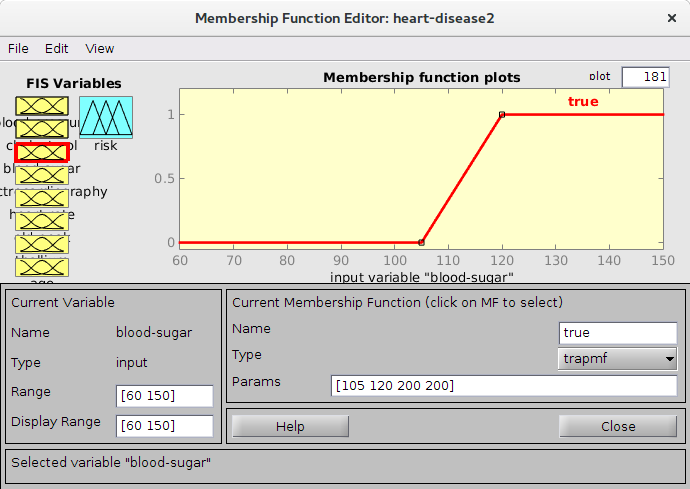 Membership Function Editor: heart-disease2
File Edit View
FIS Variables
risk
Membership function plots
plot 181
true
1
0.5
0
60 70 80 90 100 110 120 130 140 150
input variable "blood-sugar"
Current Variable
Name blood-sugar
Type input
Range [60 150]
Display Range [60 150]
Current Membership Function (click on MF to select)
Name true
Type trapmf
Params [105 120 200 200]
Help Close
Selected variable "blood-sugar"